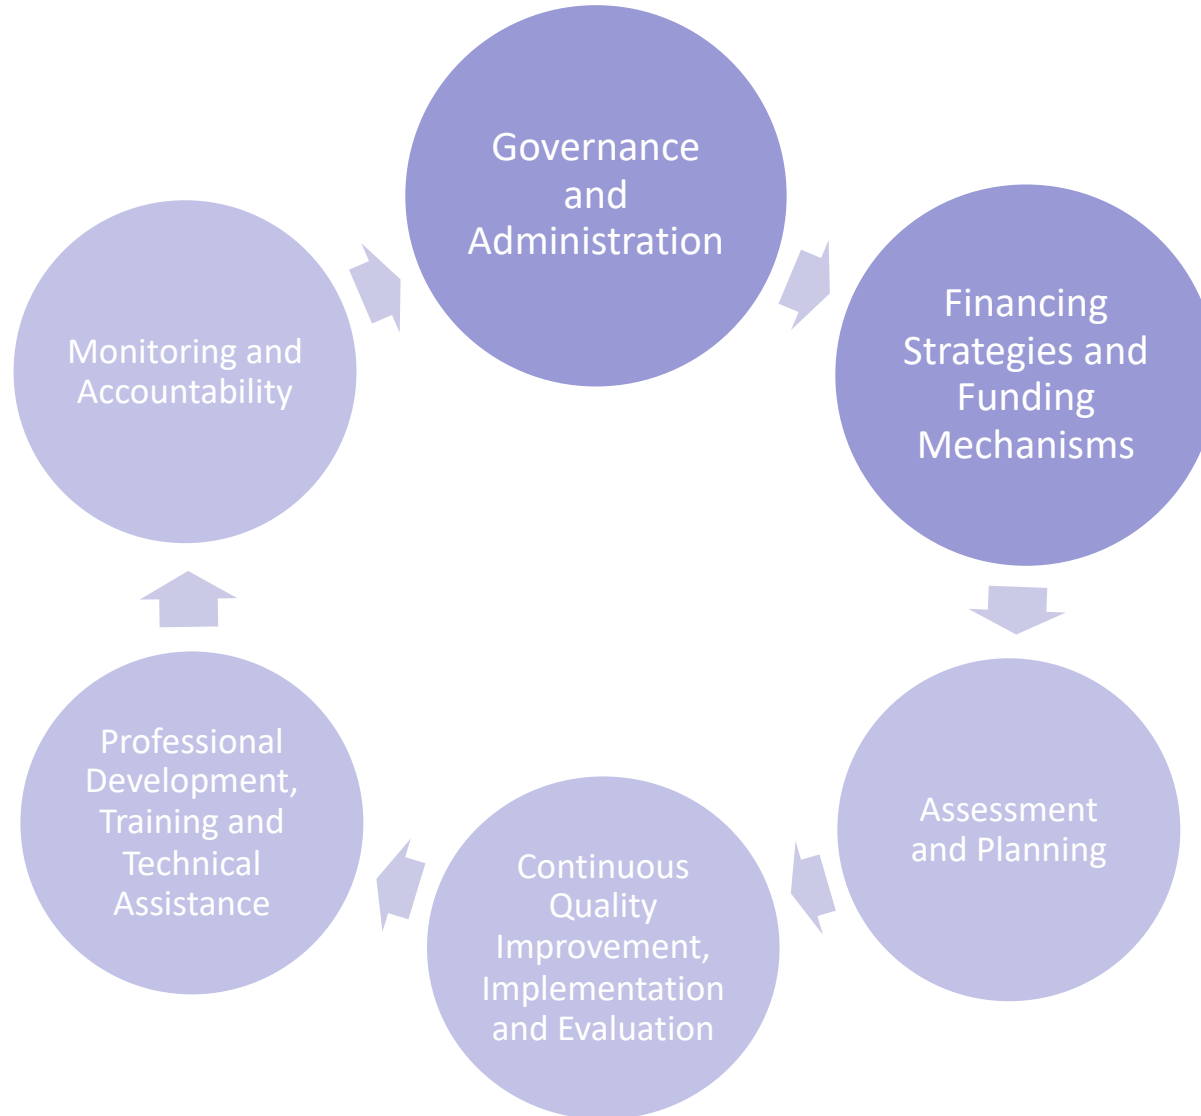 Governance
and
Administration
Financing
Strategies and
Funding
Mechanisms
Assessment
and Planning
Continuous
Quality
Improvement,
Implementation
and Evaluation
Professional
Development,
Training and
Technical
Assistance
Monitoring and
Accountability